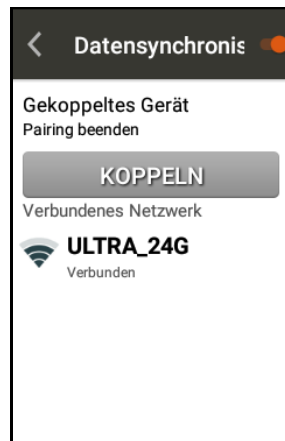 Datensynchronis
Gekoppeltes Gerät
Pairing beenden
KOPPELN
Verbundenes Netzwerk
ULTRA_24G
Verbunden